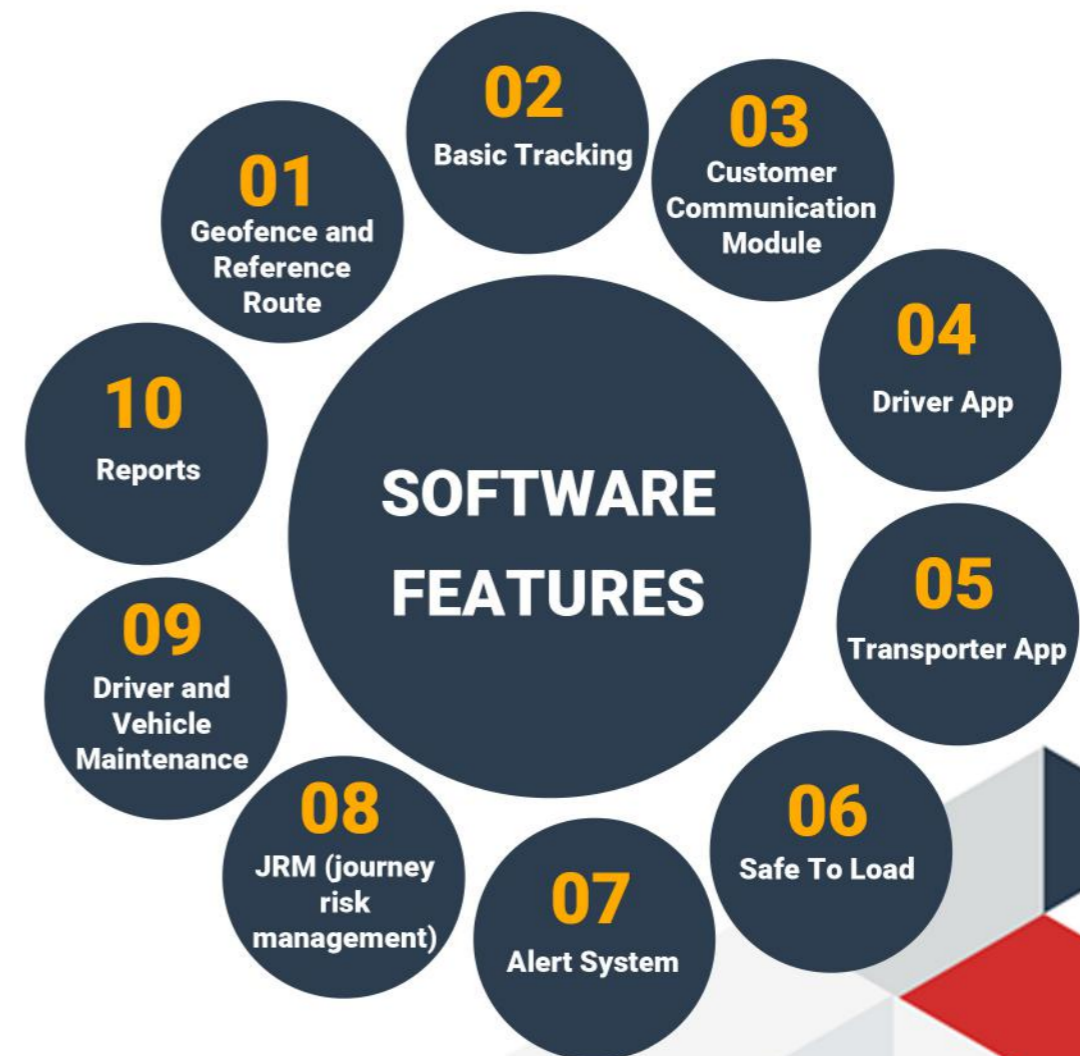 SOFTWARE
FEATURES
01
Geofence and
Reference
Route
02
Basic Tracking
03
Customer
Communication
Module
04
Driver App
05
Transporter App
06
Safe To Load
07
Alert System
08
JRM (journey
risk
management)
09
Driver and
Vehicle
Maintenance
10
Reports